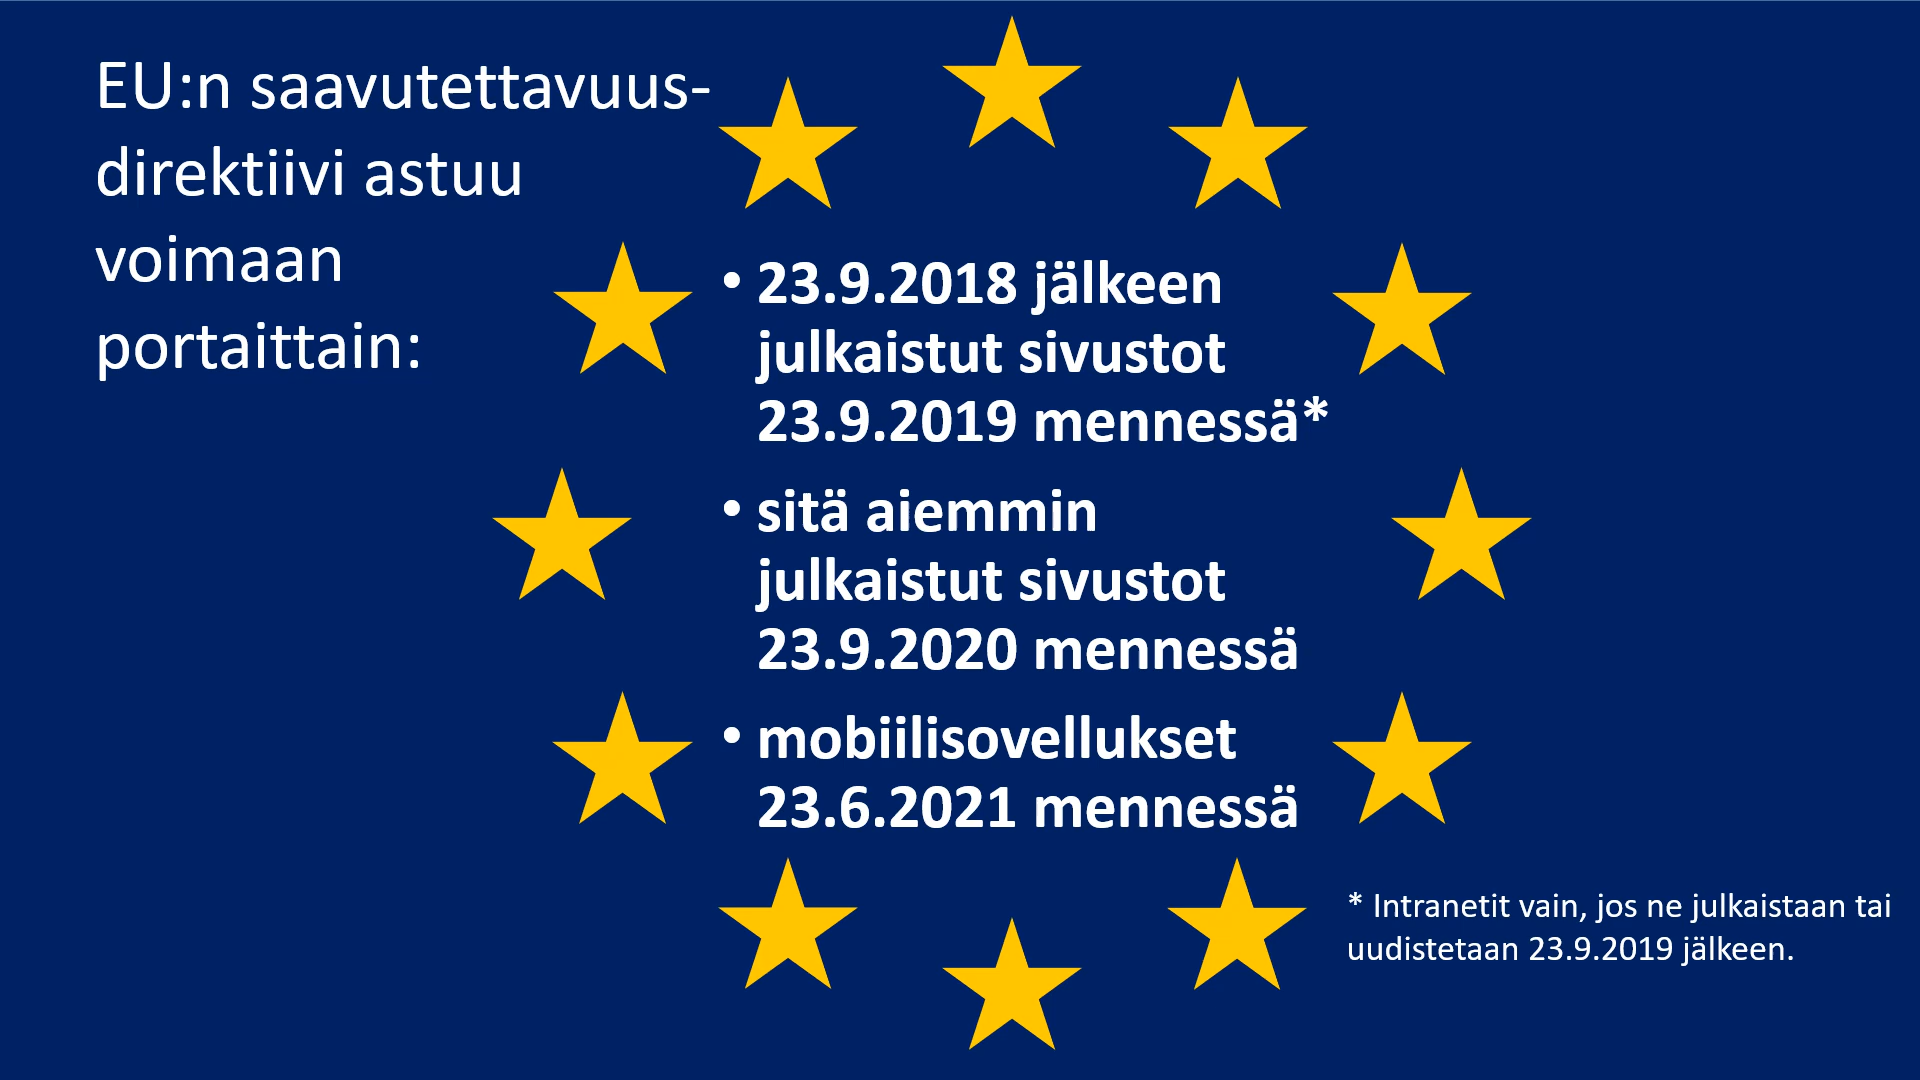 EU:n saavutettavuus-
direktiivi astuu
voimaan
portaittain:
• 23.9.2018 jälkeen
julkaistut sivustot
23.9.2019 mennessä*
• sitä aiemmin
julkaistut sivustot
23.9.2020 mennessä
• mobiilisovellukset
23.6.2021 mennessä
* Intranetit vain, jos ne julkaistaan tai
uudistetaan 23.9.2019 jälkeen.